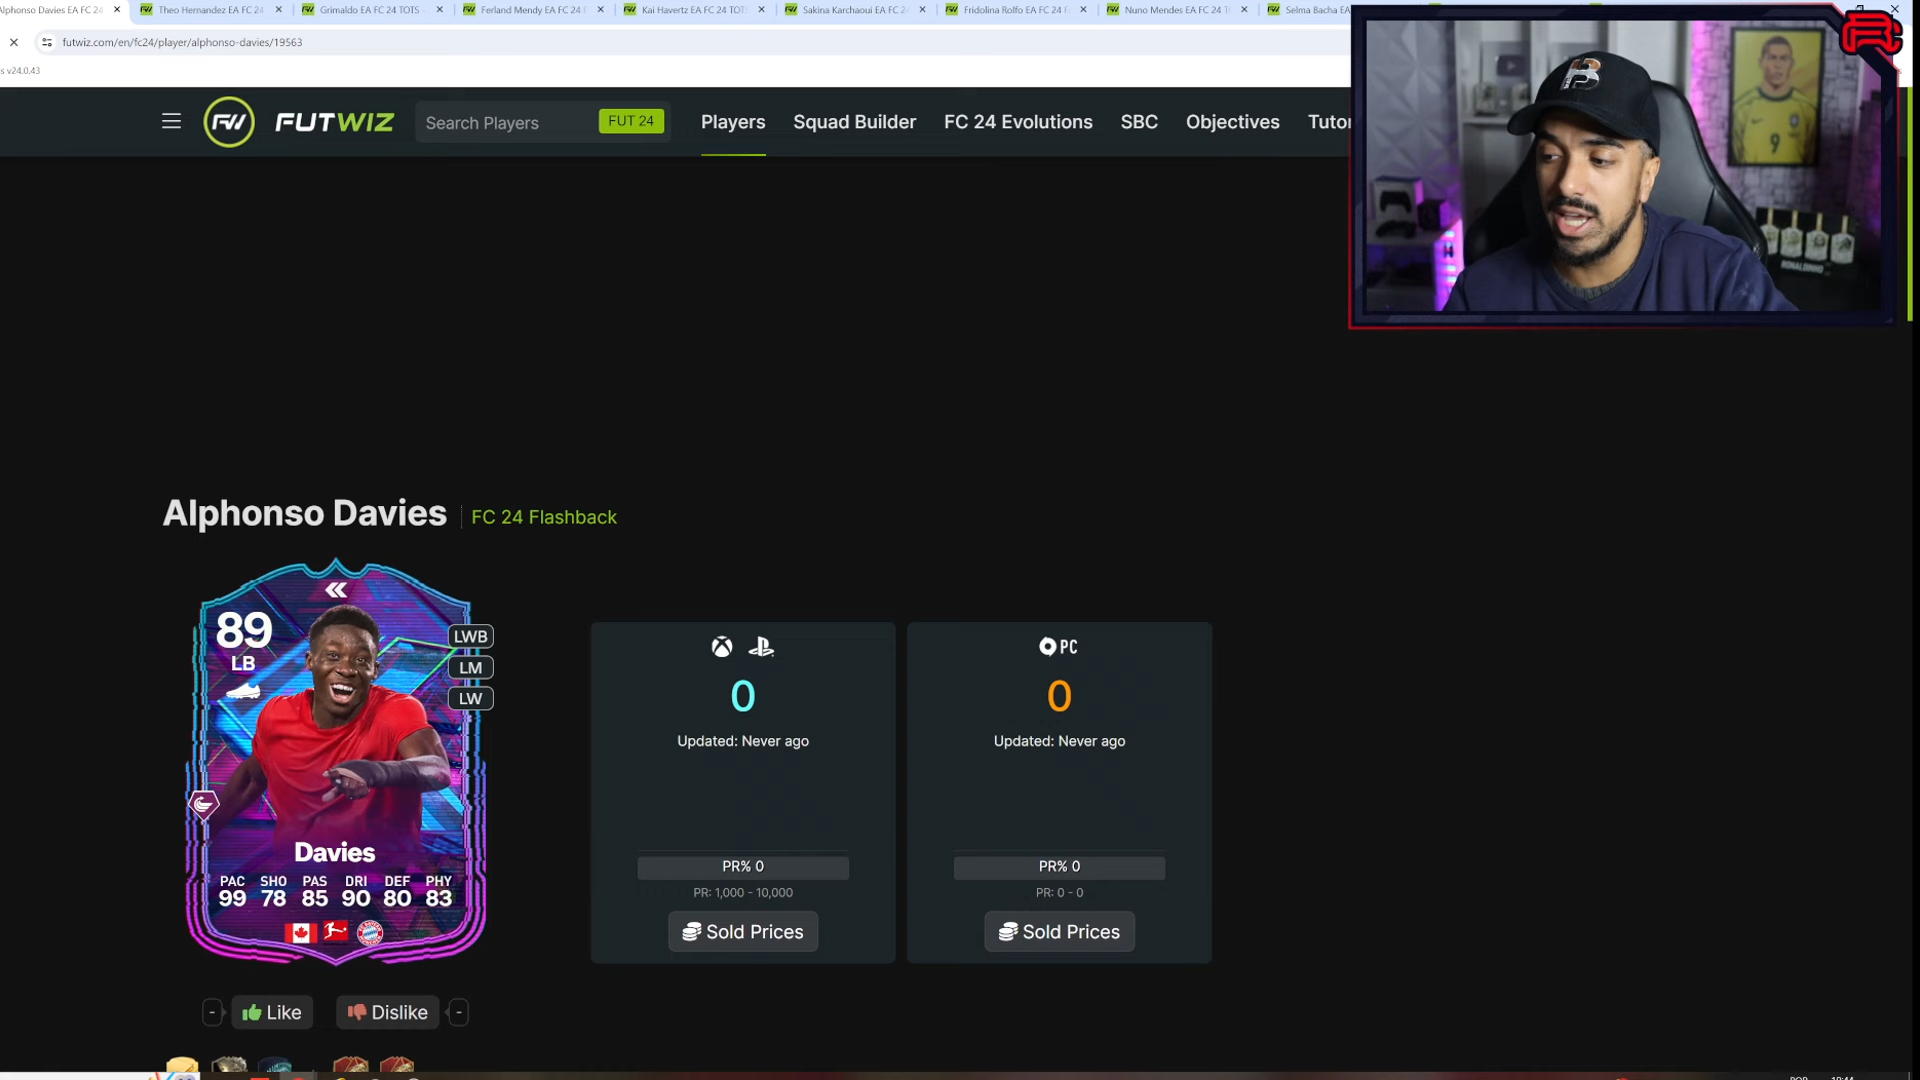 Alphonso Davies EA FC 24
Theo Hernandez EA FC 24
Grimaldo EA FC 24 TOTS
Ferland Mendy EA FC 24
Kai Havertz EA FC 24 TOTS
Sakina Karchaoui EA FC 24
Fridolina Rolfo EA FC 24
Nuno Mendes EA FC 24
Selma Bacha EA
futwiz.com/en/fc24/player/alphonso-davies/19563
s v24.0.43
FW FUTWIZ
Search Players
FUT 24
Players
Squad Builder
FC 24 Evolutions
SBC
Objectives
Tutor
9
RONALDINHO
Alphonso Davies
FC 24 Flashback
89
LB
LWB
LM
LW
Davies
PAC SHO PAS DRI DEF PHY
99 78 85 90 80 83
0
Updated: Never ago
PR% 0
PR: 1,000 - 10,000
Sold Prices
PC
0
Updated: Never ago
PR% 0
PR: 0 - 0
Sold Prices
- Like
Dislike -